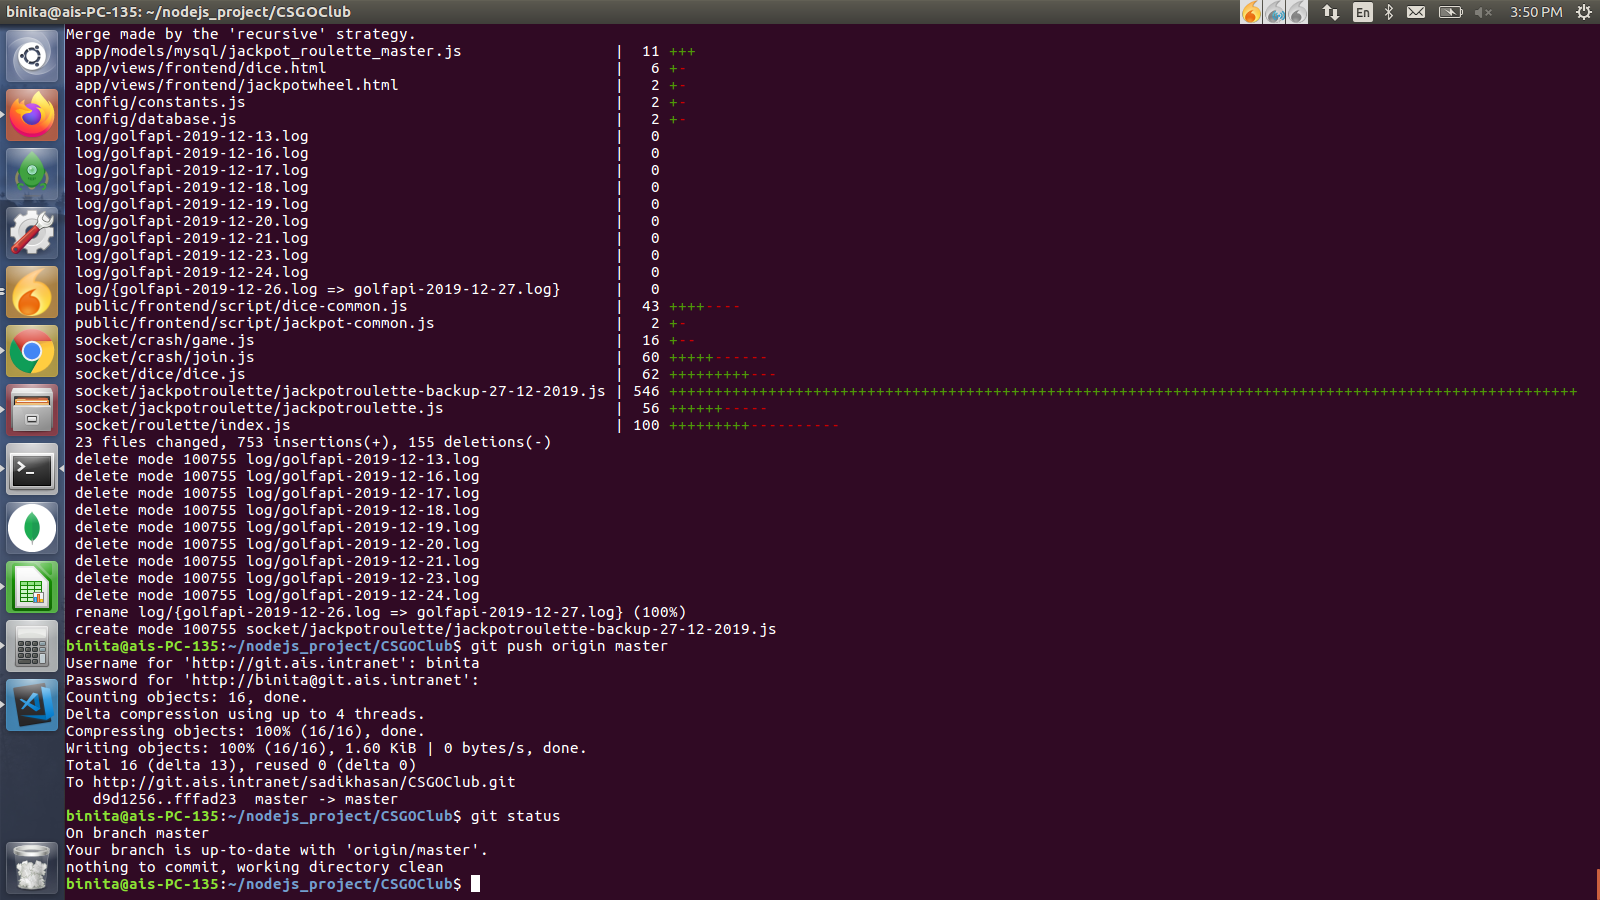 binita@ais-PC-135: ~/nodejs_project/CSGOClub
En
3:50 PM
Merge made by the 'recursive' strategy.
 app/models/mysql/jackpot_roulette_master.js                 |  11 +++
 app/views/frontend/dice.html                                |   6 +-
 app/views/frontend/jackpotwheel.html                        |   2 +-
 config/constants.js                                         |   2 +-
 config/database.js                                          |   2 +-
 log/golfapi-2019-12-13.log                                  |   0
 log/golfapi-2019-12-16.log                                  |   0
 log/golfapi-2019-12-17.log                                  |   0
 log/golfapi-2019-12-18.log                                  |   0
 log/golfapi-2019-12-19.log                                  |   0
 log/golfapi-2019-12-20.log                                  |   0
 log/golfapi-2019-12-21.log                                  |   0
 log/golfapi-2019-12-23.log                                  |   0
 log/golfapi-2019-12-24.log                                  |   0
 log/{golfapi-2019-12-26.log => golfapi-2019-12-27.log}      |   0
 public/frontend/script/dice-common.js                       |  43 ++++----
 public/frontend/script/jackpot-common.js                    |   2 +-
 socket/crash/game.js                                        |  16 +--
 socket/crash/join.js                                        |  60 +++++------
 socket/dice/dice.js                                         |  62 +++++++++---
 socket/jackpotroulette/jackpotroulette-backup-27-12-2019.js | 546 +++++++++++++++++++++++++++++++++++++++++++++++++++++++++++++++++++++++++++++++++++++++++++++++++++++
 socket/jackpotroulette/jackpotroulette.js                   |  56 ++++++-----
 socket/roulette/index.js                                    | 100 +++++++++----------
 23 files changed, 753 insertions(+), 155 deletions(-)
 delete mode 100755 log/golfapi-2019-12-13.log
 delete mode 100755 log/golfapi-2019-12-16.log
 delete mode 100755 log/golfapi-2019-12-17.log
 delete mode 100755 log/golfapi-2019-12-18.log
 delete mode 100755 log/golfapi-2019-12-19.log
 delete mode 100755 log/golfapi-2019-12-20.log
 delete mode 100755 log/golfapi-2019-12-21.log
 delete mode 100755 log/golfapi-2019-12-23.log
 delete mode 100755 log/golfapi-2019-12-24.log
 rename log/{golfapi-2019-12-26.log => golfapi-2019-12-27.log} (100%)
 create mode 100755 socket/jackpotroulette/jackpotroulette-backup-27-12-2019.js
binita@ais-PC-135:~/nodejs_project/CSGOClub$ git push origin master
Username for 'http://git.ais.intranet': binita
Password for 'http://binita@git.ais.intranet':
Counting objects: 16, done.
Delta compression using up to 4 threads.
Compressing objects: 100% (16/16), done.
Writing objects: 100% (16/16), 1.60 KiB | 0 bytes/s, done.
Total 16 (delta 13), reused 0 (delta 0)
To http://git.ais.intranet/sadikhasan/CSGOClub.git
   d9d1256..fffad23  master -> master
binita@ais-PC-135:~/nodejs_project/CSGOClub$ git status
On branch master
Your branch is up-to-date with 'origin/master'.
nothing to commit, working directory clean
binita@ais-PC-135:~/nodejs_project/CSGOClub$